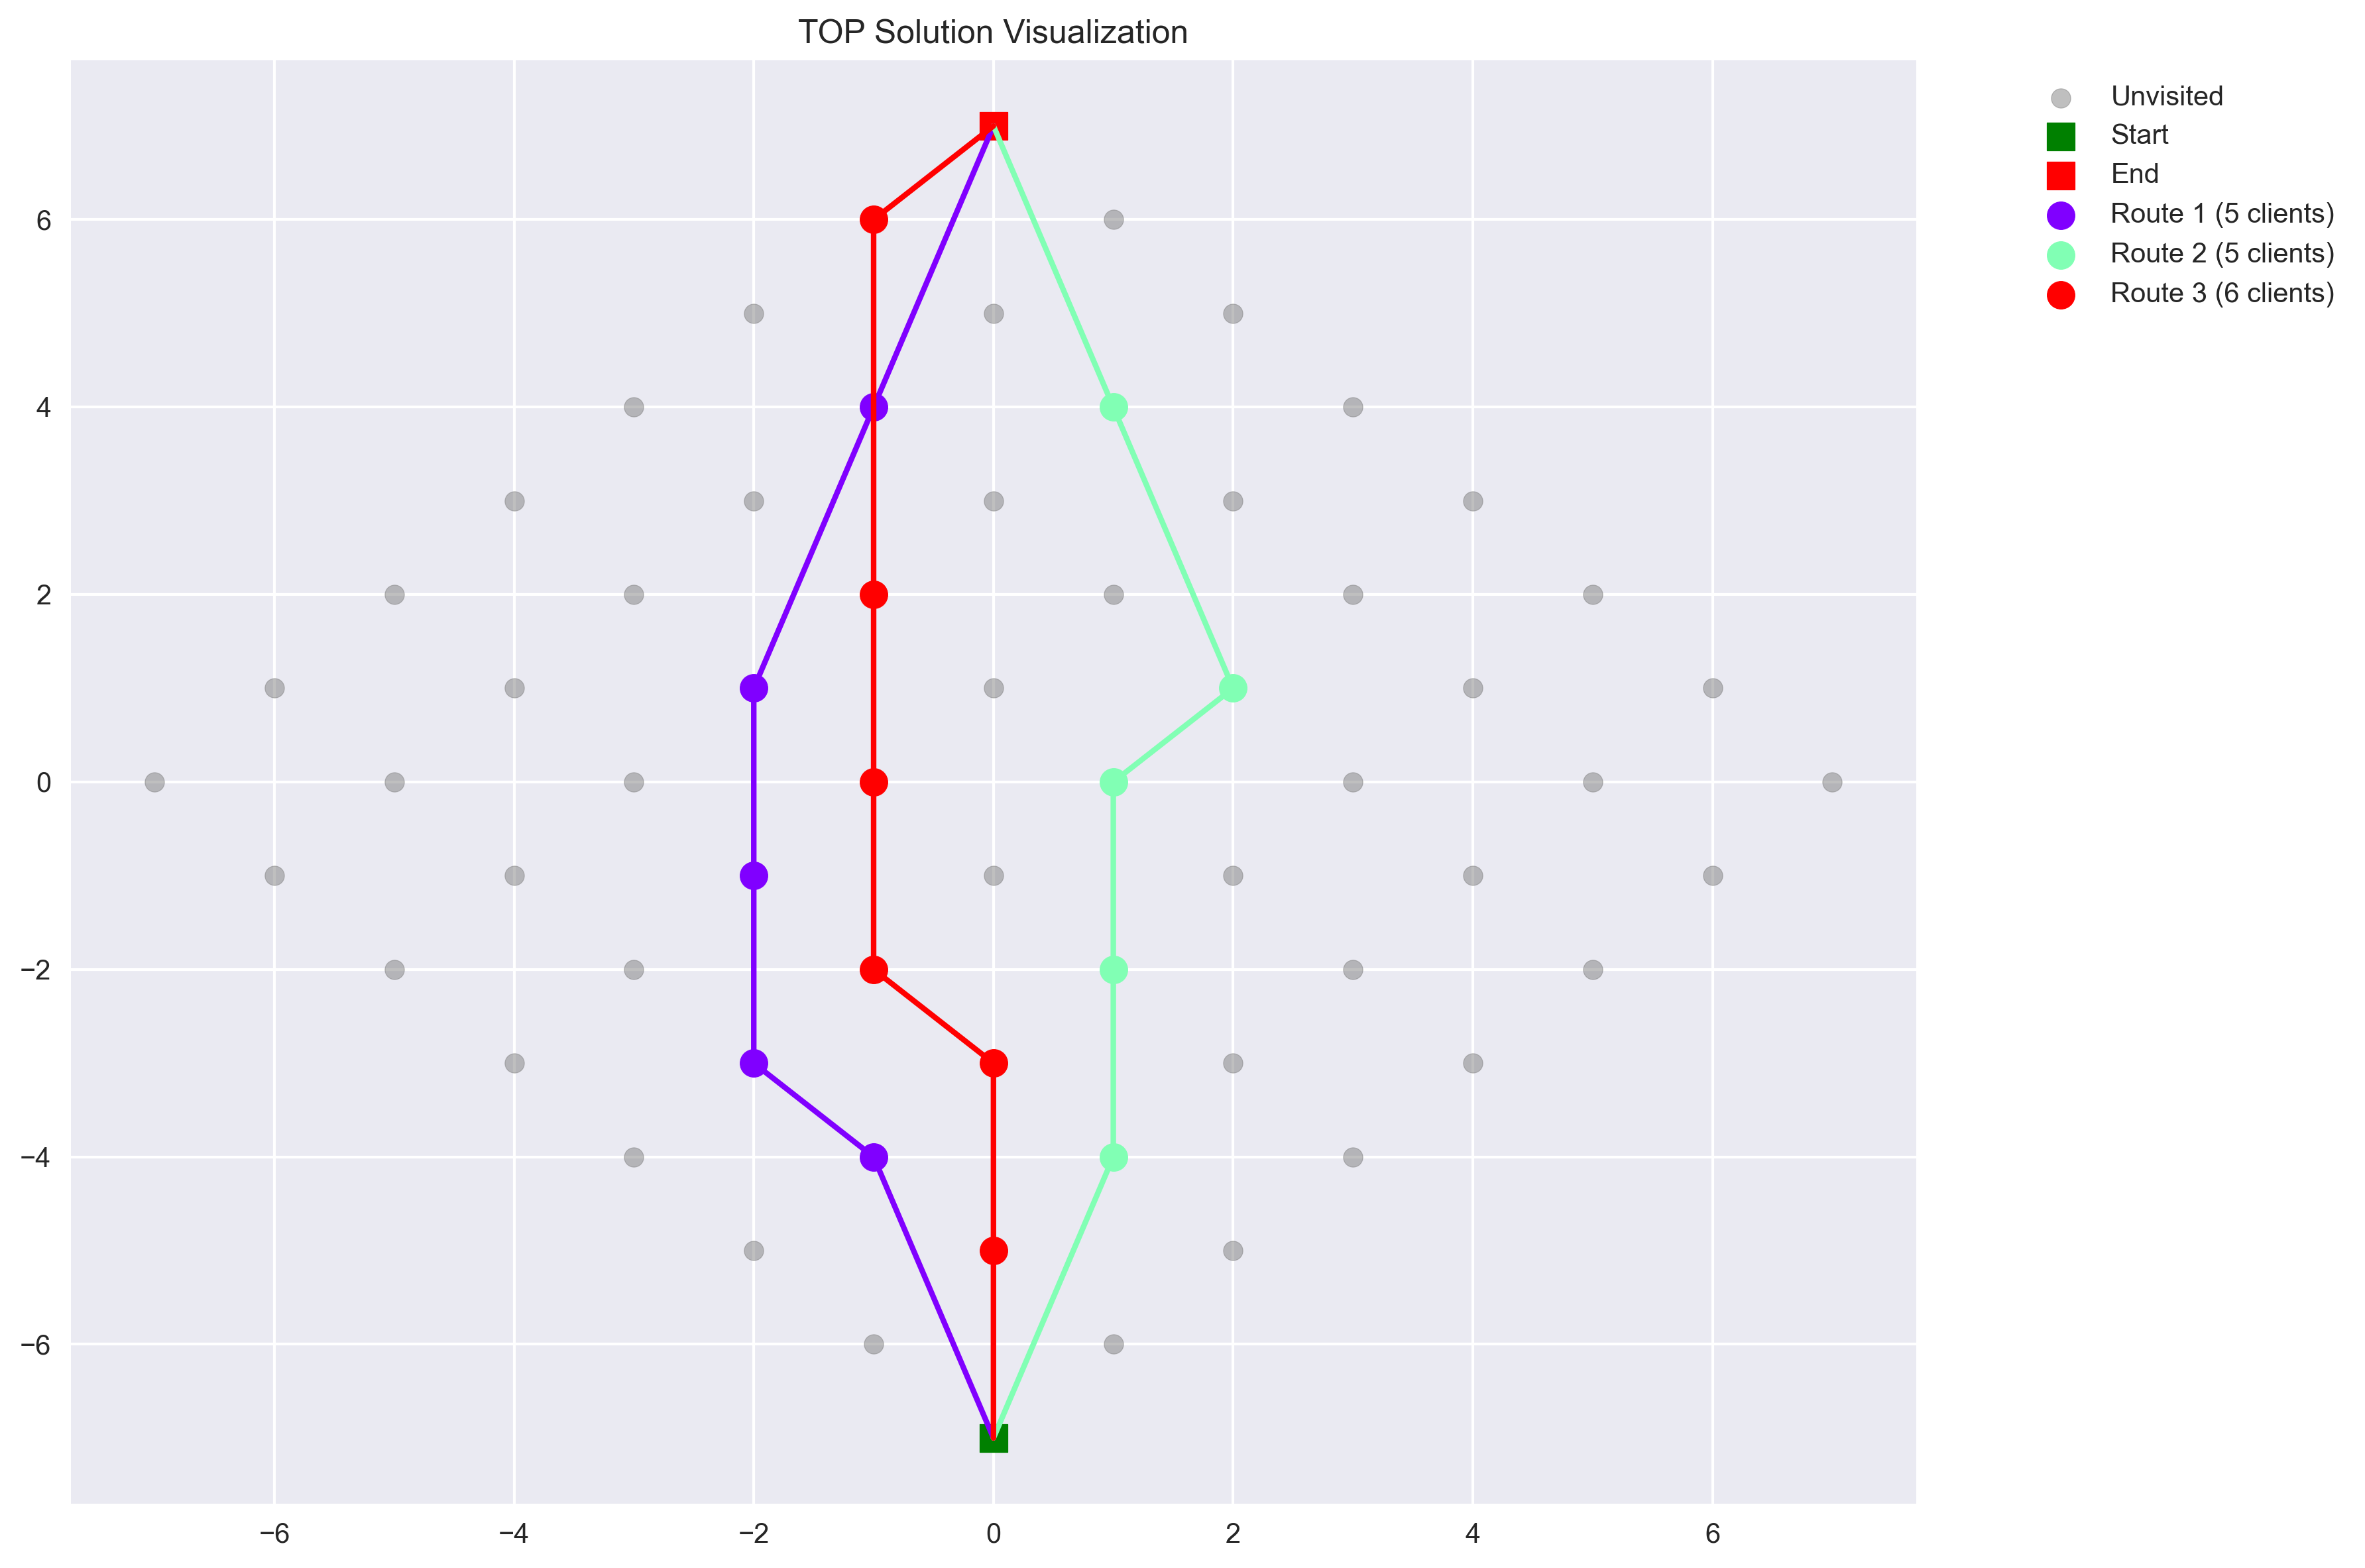 TOP Solution Visualization
Unvisited
Start
End
Route 1 (5 clients)
Route 2 (5 clients)
Route 3 (6 clients)
6
4
2
0
−2
−4
−6
−6 −4 −2 0 2 4 6